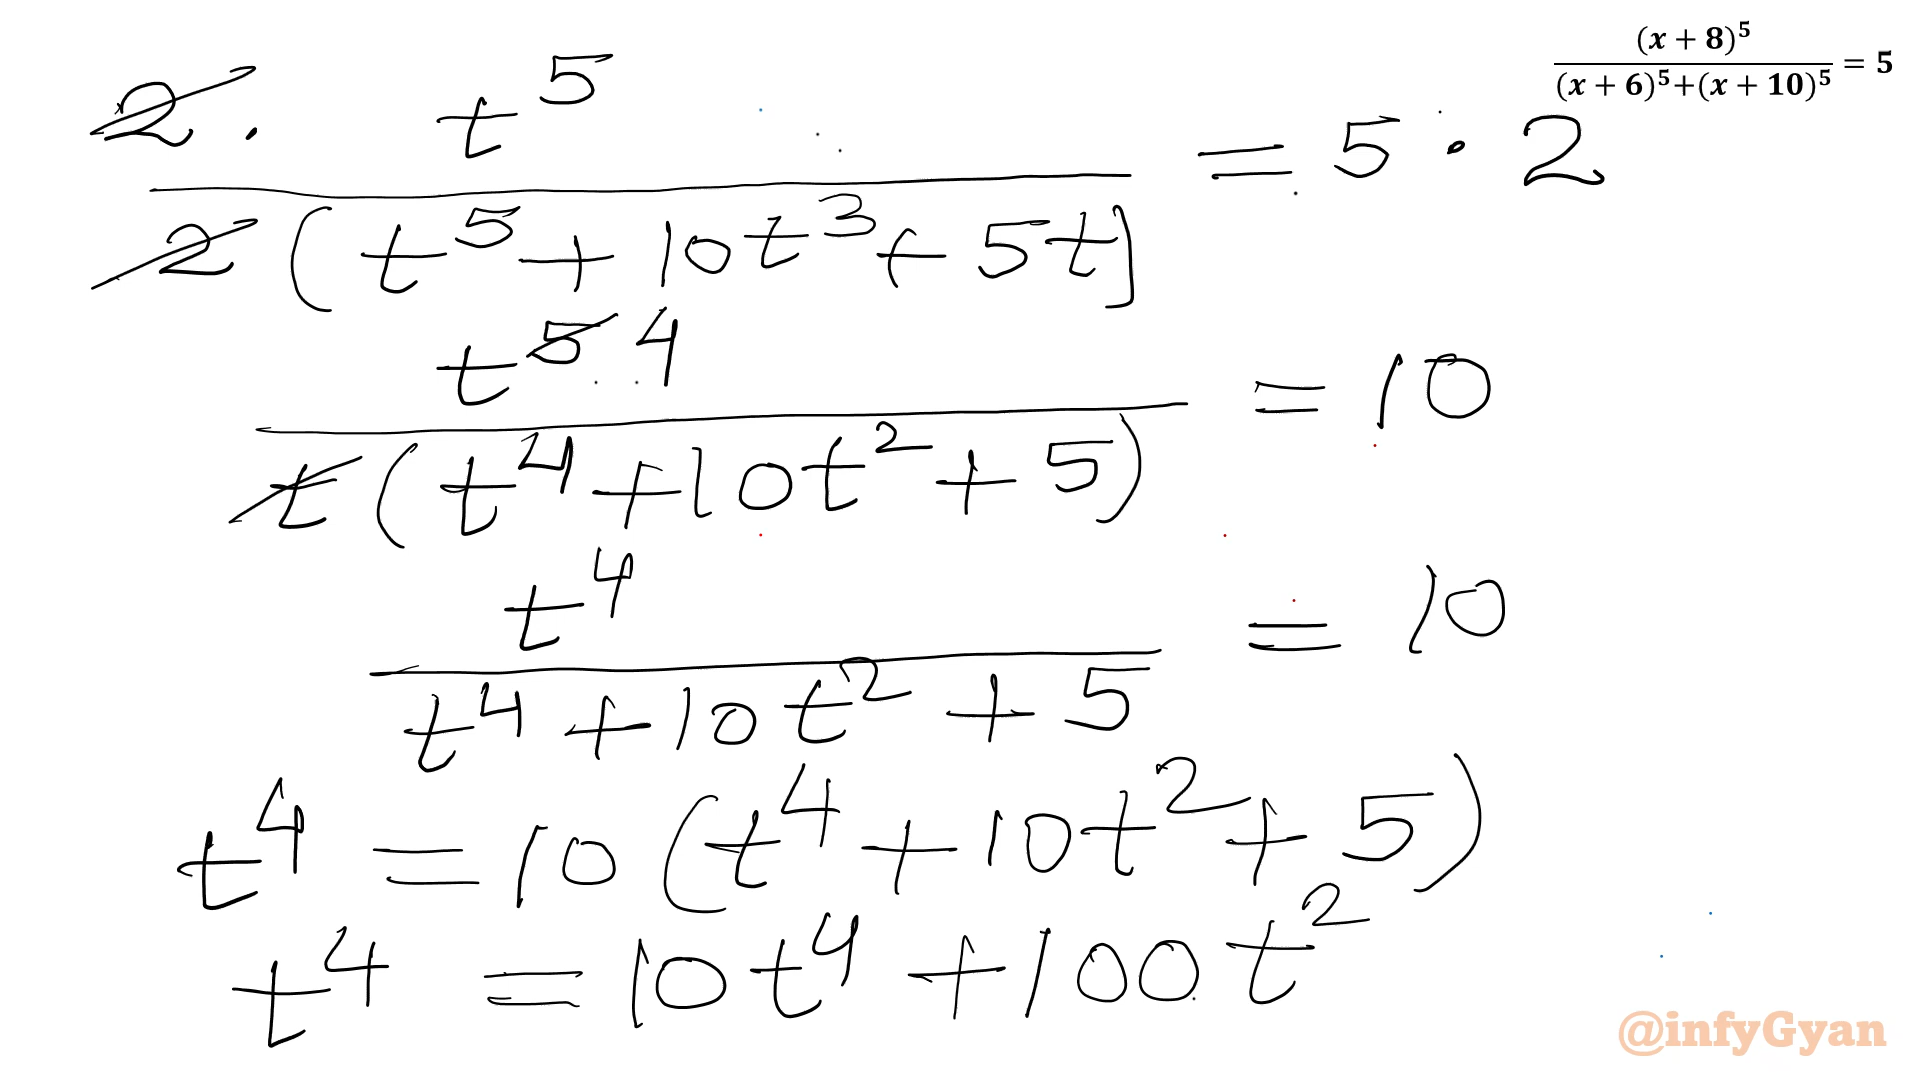 (x + 8)^5 / ((x + 6)^5+(x + 10)^5) = 5
2 . t^5 / 2 (t^5 + 10t^3 + 5t] = 5 . 2
t^5 4 / t (t^4 + 10t^2 + 5) = 10
t^4 / t^4 + 10t^2 + 5 = 10
t^4 = 10 (t^4 + 10t^2 + 5)
t^4 = 10t^4 + 100t^2
@infyGyan